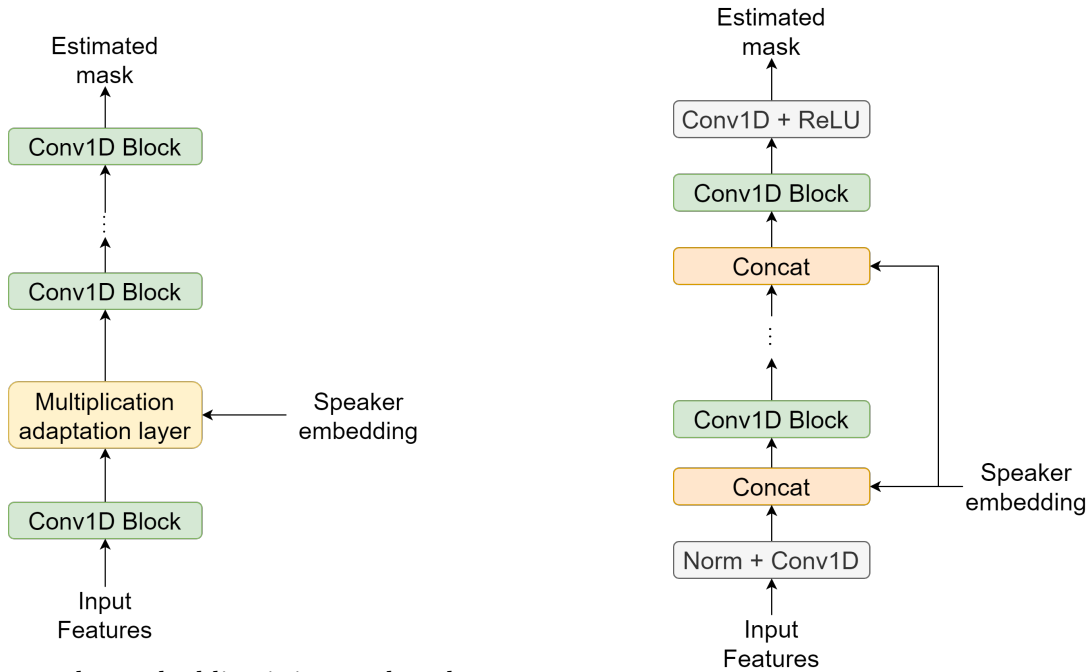 Estimated
mask
Conv1D Block
Conv1D Block
Multiplication
adaptation layer
Speaker
embedding
Conv1D Block
Input
Features
Estimated
mask
Conv1D + ReLU
Conv1D Block
Concat
Conv1D Block
Concat
Speaker
embedding
Norm + Conv1D
Input
Features